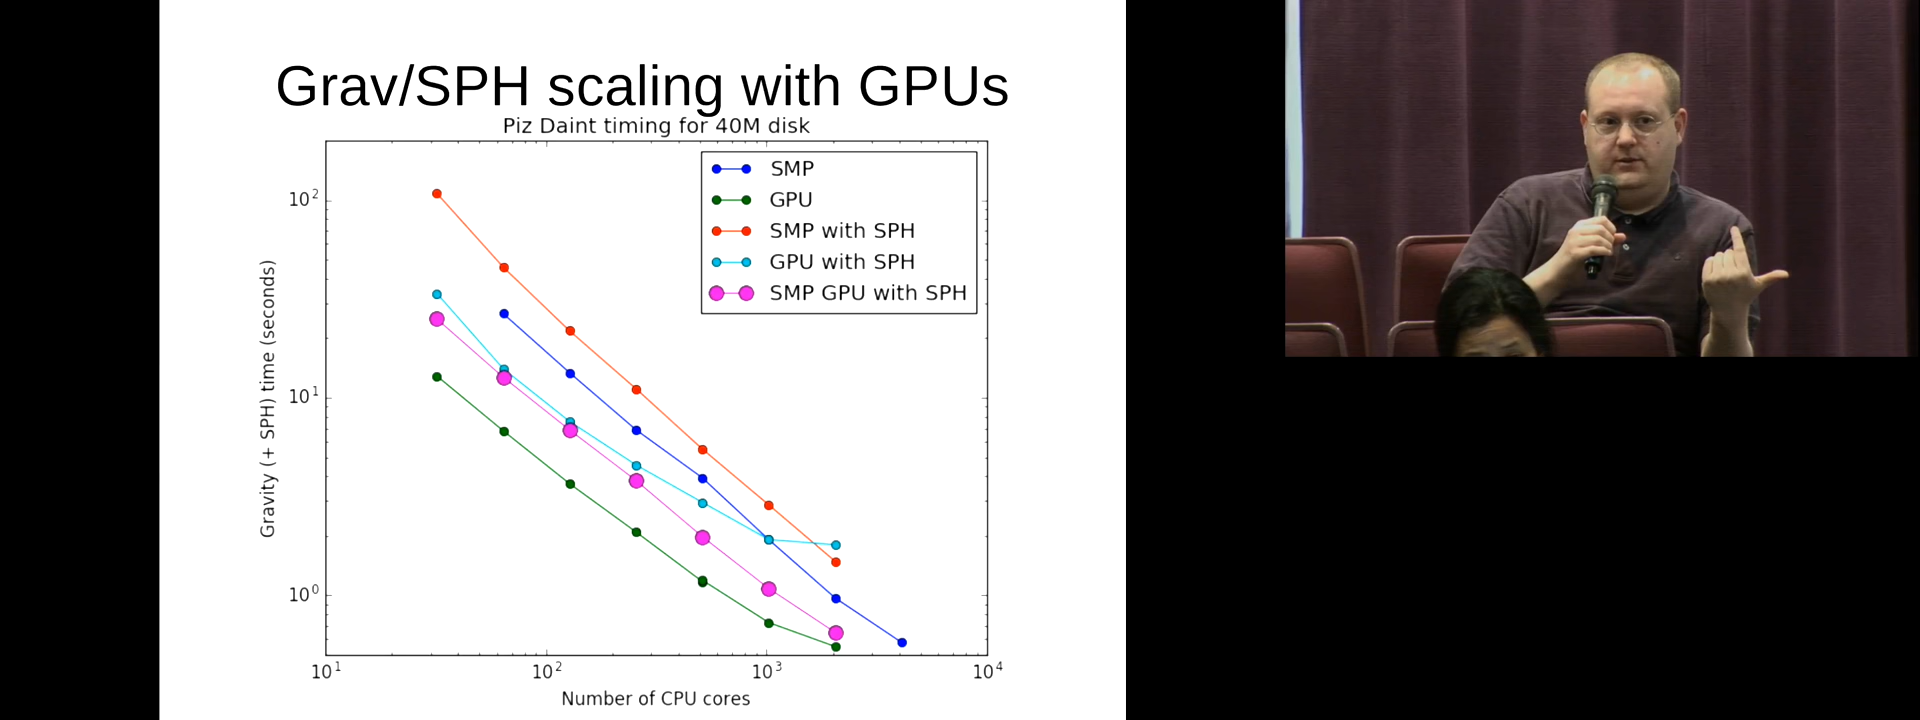 Grav/SPH scaling with GPUs
Piz Daint timing for 40M disk
SMP
GPU
SMP with SPH
GPU with SPH
SMP GPU with SPH
Gravity (+ SPH) time (seconds)
10²
10¹
10⁰
10¹ 10² 10³ 10⁴
Number of CPU cores